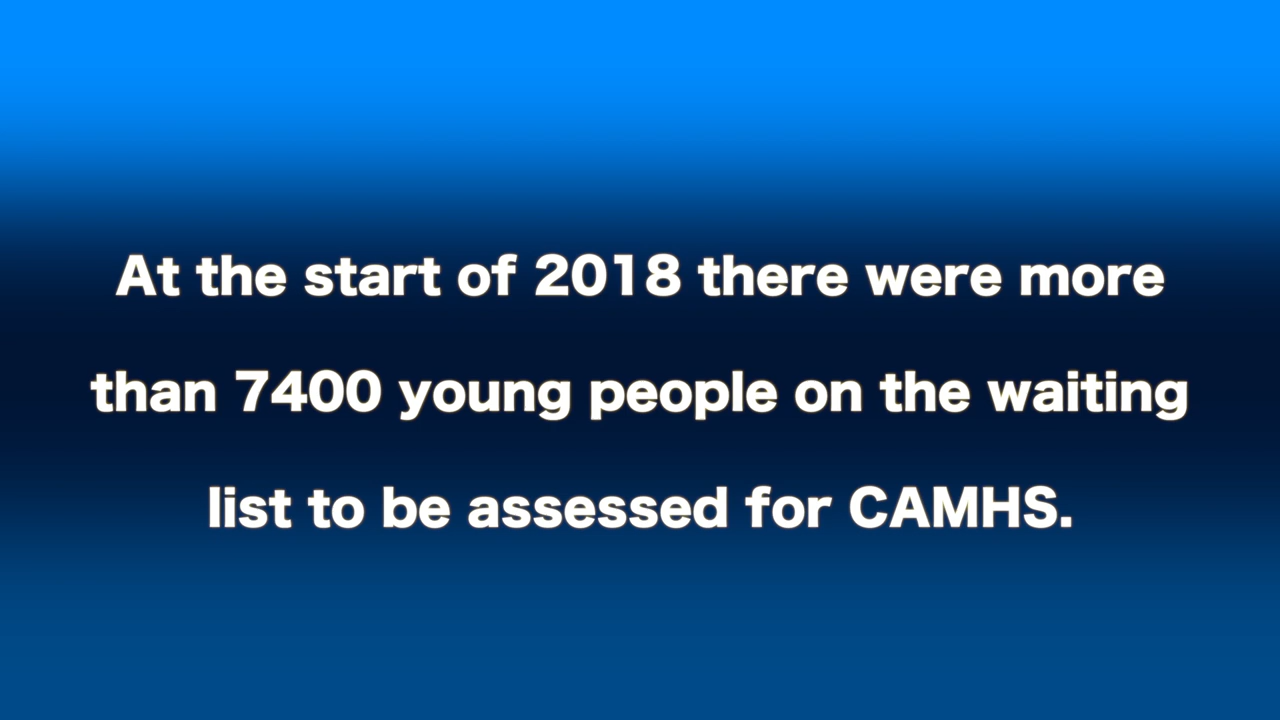 At the start of 2018 there were more
than 7400 young people on the waiting
list to be assessed for CAMHS.